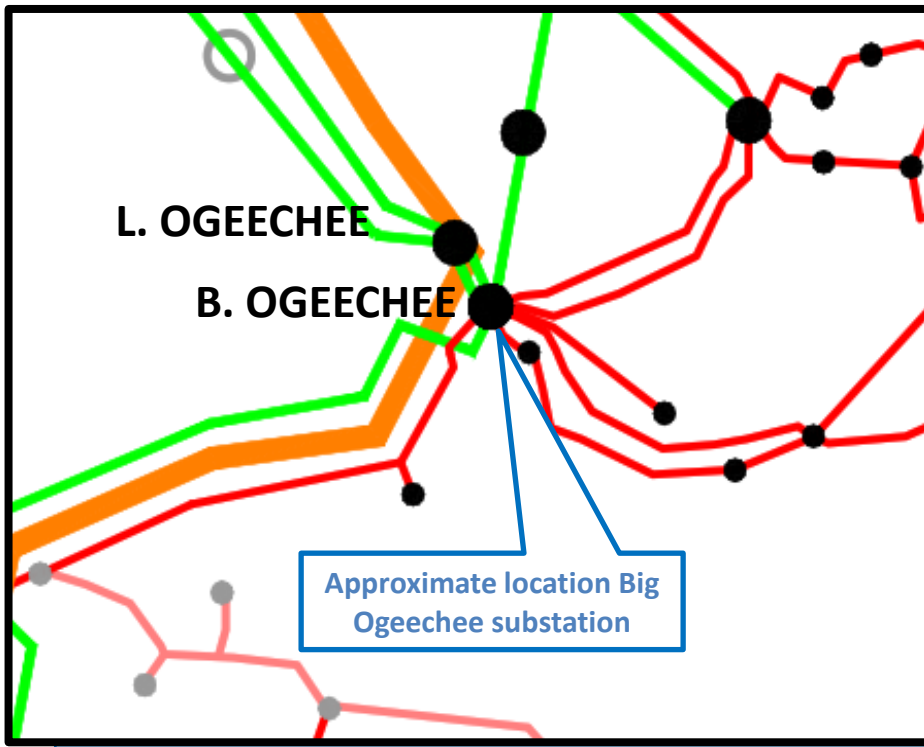 L. OGEECHEE
B. OGEECHEE
Approximate location Big
Ogeechee substation